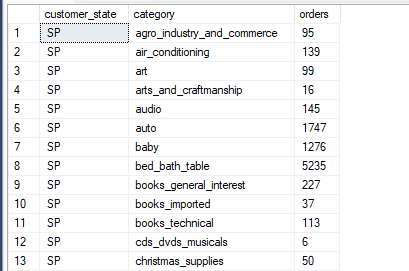 customer_state category orders
1 SP agro_industry_and_commerce 95
2 SP air_conditioning 139
3 SP art 99
4 SP arts_and_craftmanship 16
5 SP audio 145
6 SP auto 1747
7 SP baby 1276
8 SP bed_bath_table 5235
9 SP books_general_interest 227
10 SP books_imported 37
11 SP books_technical 113
12 SP cds_dvds_musicals 6
13 SP christmas_supplies 50